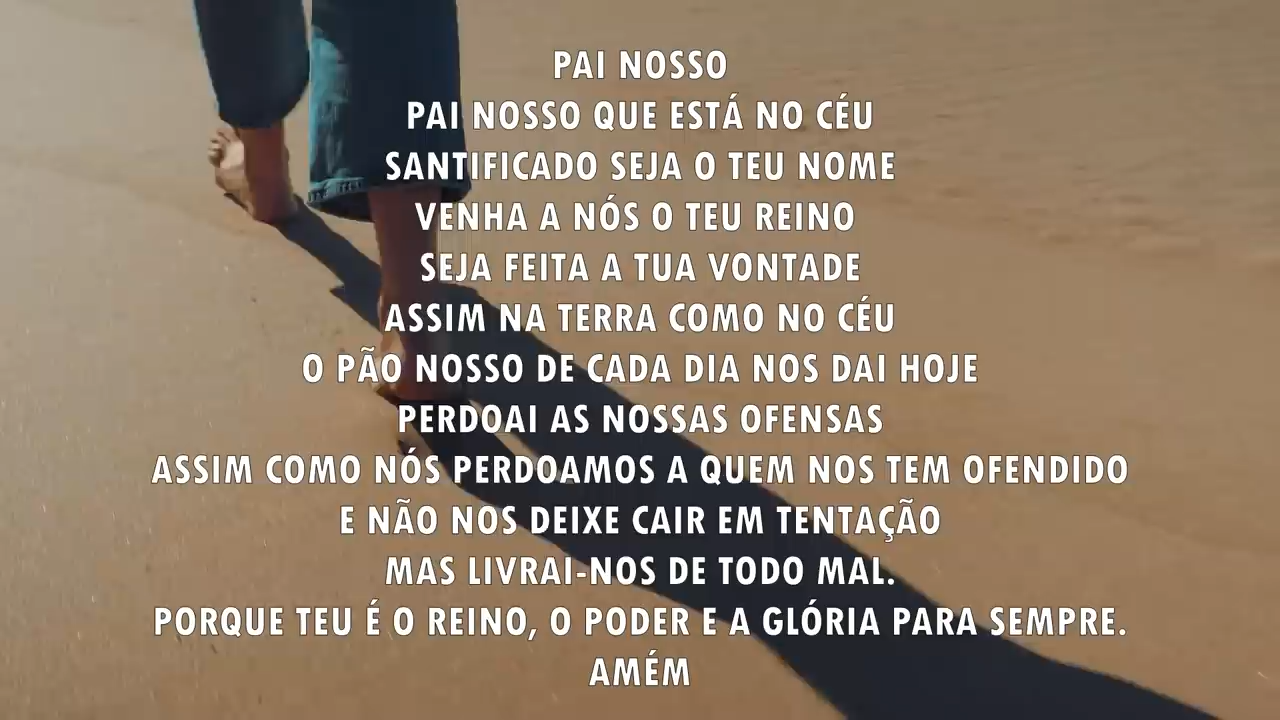 PAI NOSSO
PAI NOSSO QUE ESTÁ NO CÉU
SANTIFICADO SEJA O TEU NOME
VENHA A NÓS O TEU REINO
SEJA FEITA A TUA VONTADE
ASSIM NA TERRA COMO NO CÉU
O PÃO NOSSO DE CADA DIA NOS DAI HOJE
PERDOAI AS NOSSAS OFENSAS
ASSIM COMO NÓS PERDOAMOS A QUEM NOS TEM OFENDIDO
E NÃO NOS DEIXE CAIR EM TENTAÇÃO
MAS LIVRAI-NOS DE TODO MAL.
PORQUE TEU É O REINO, O PODER E A GLÓRIA PARA SEMPRE.
AMÉM